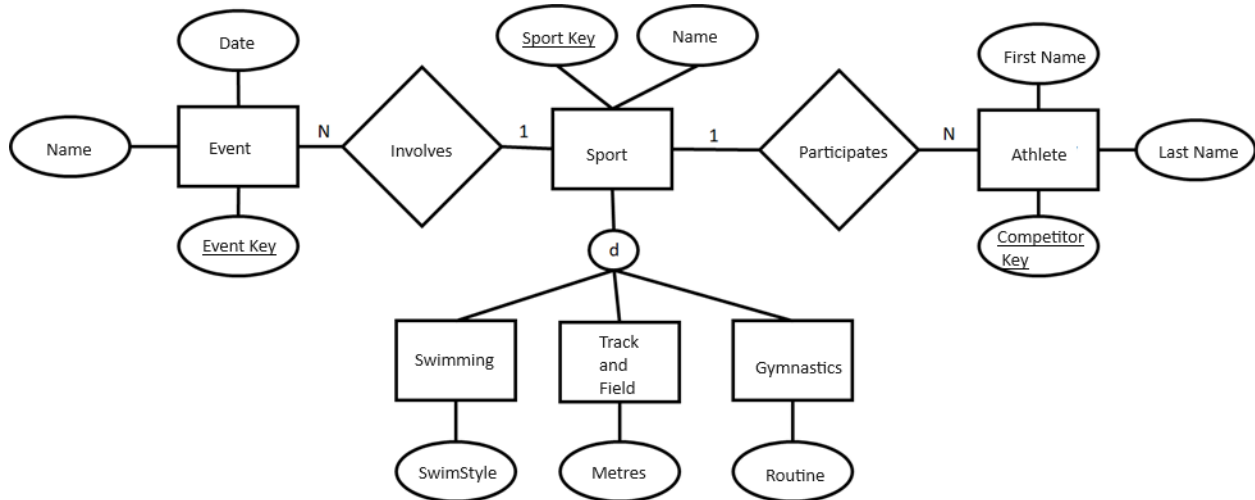 Date
Sport Key
Name
First Name
Name
Event
N
Involves
1
Sport
1
Participates
N
Athlete
Last Name
Event Key
d
Competitor
Key
Swimming
Track
and
Field
Gymnastics
SwimStyle
Metres
Routine